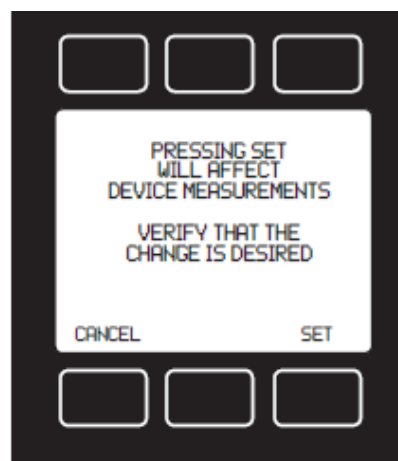 PRESSING SET
WILL AFFECT
DEVICE MEASUREMENTS
VERIFY THAT THE
CHANGE IS DESIRED
CANCEL SET